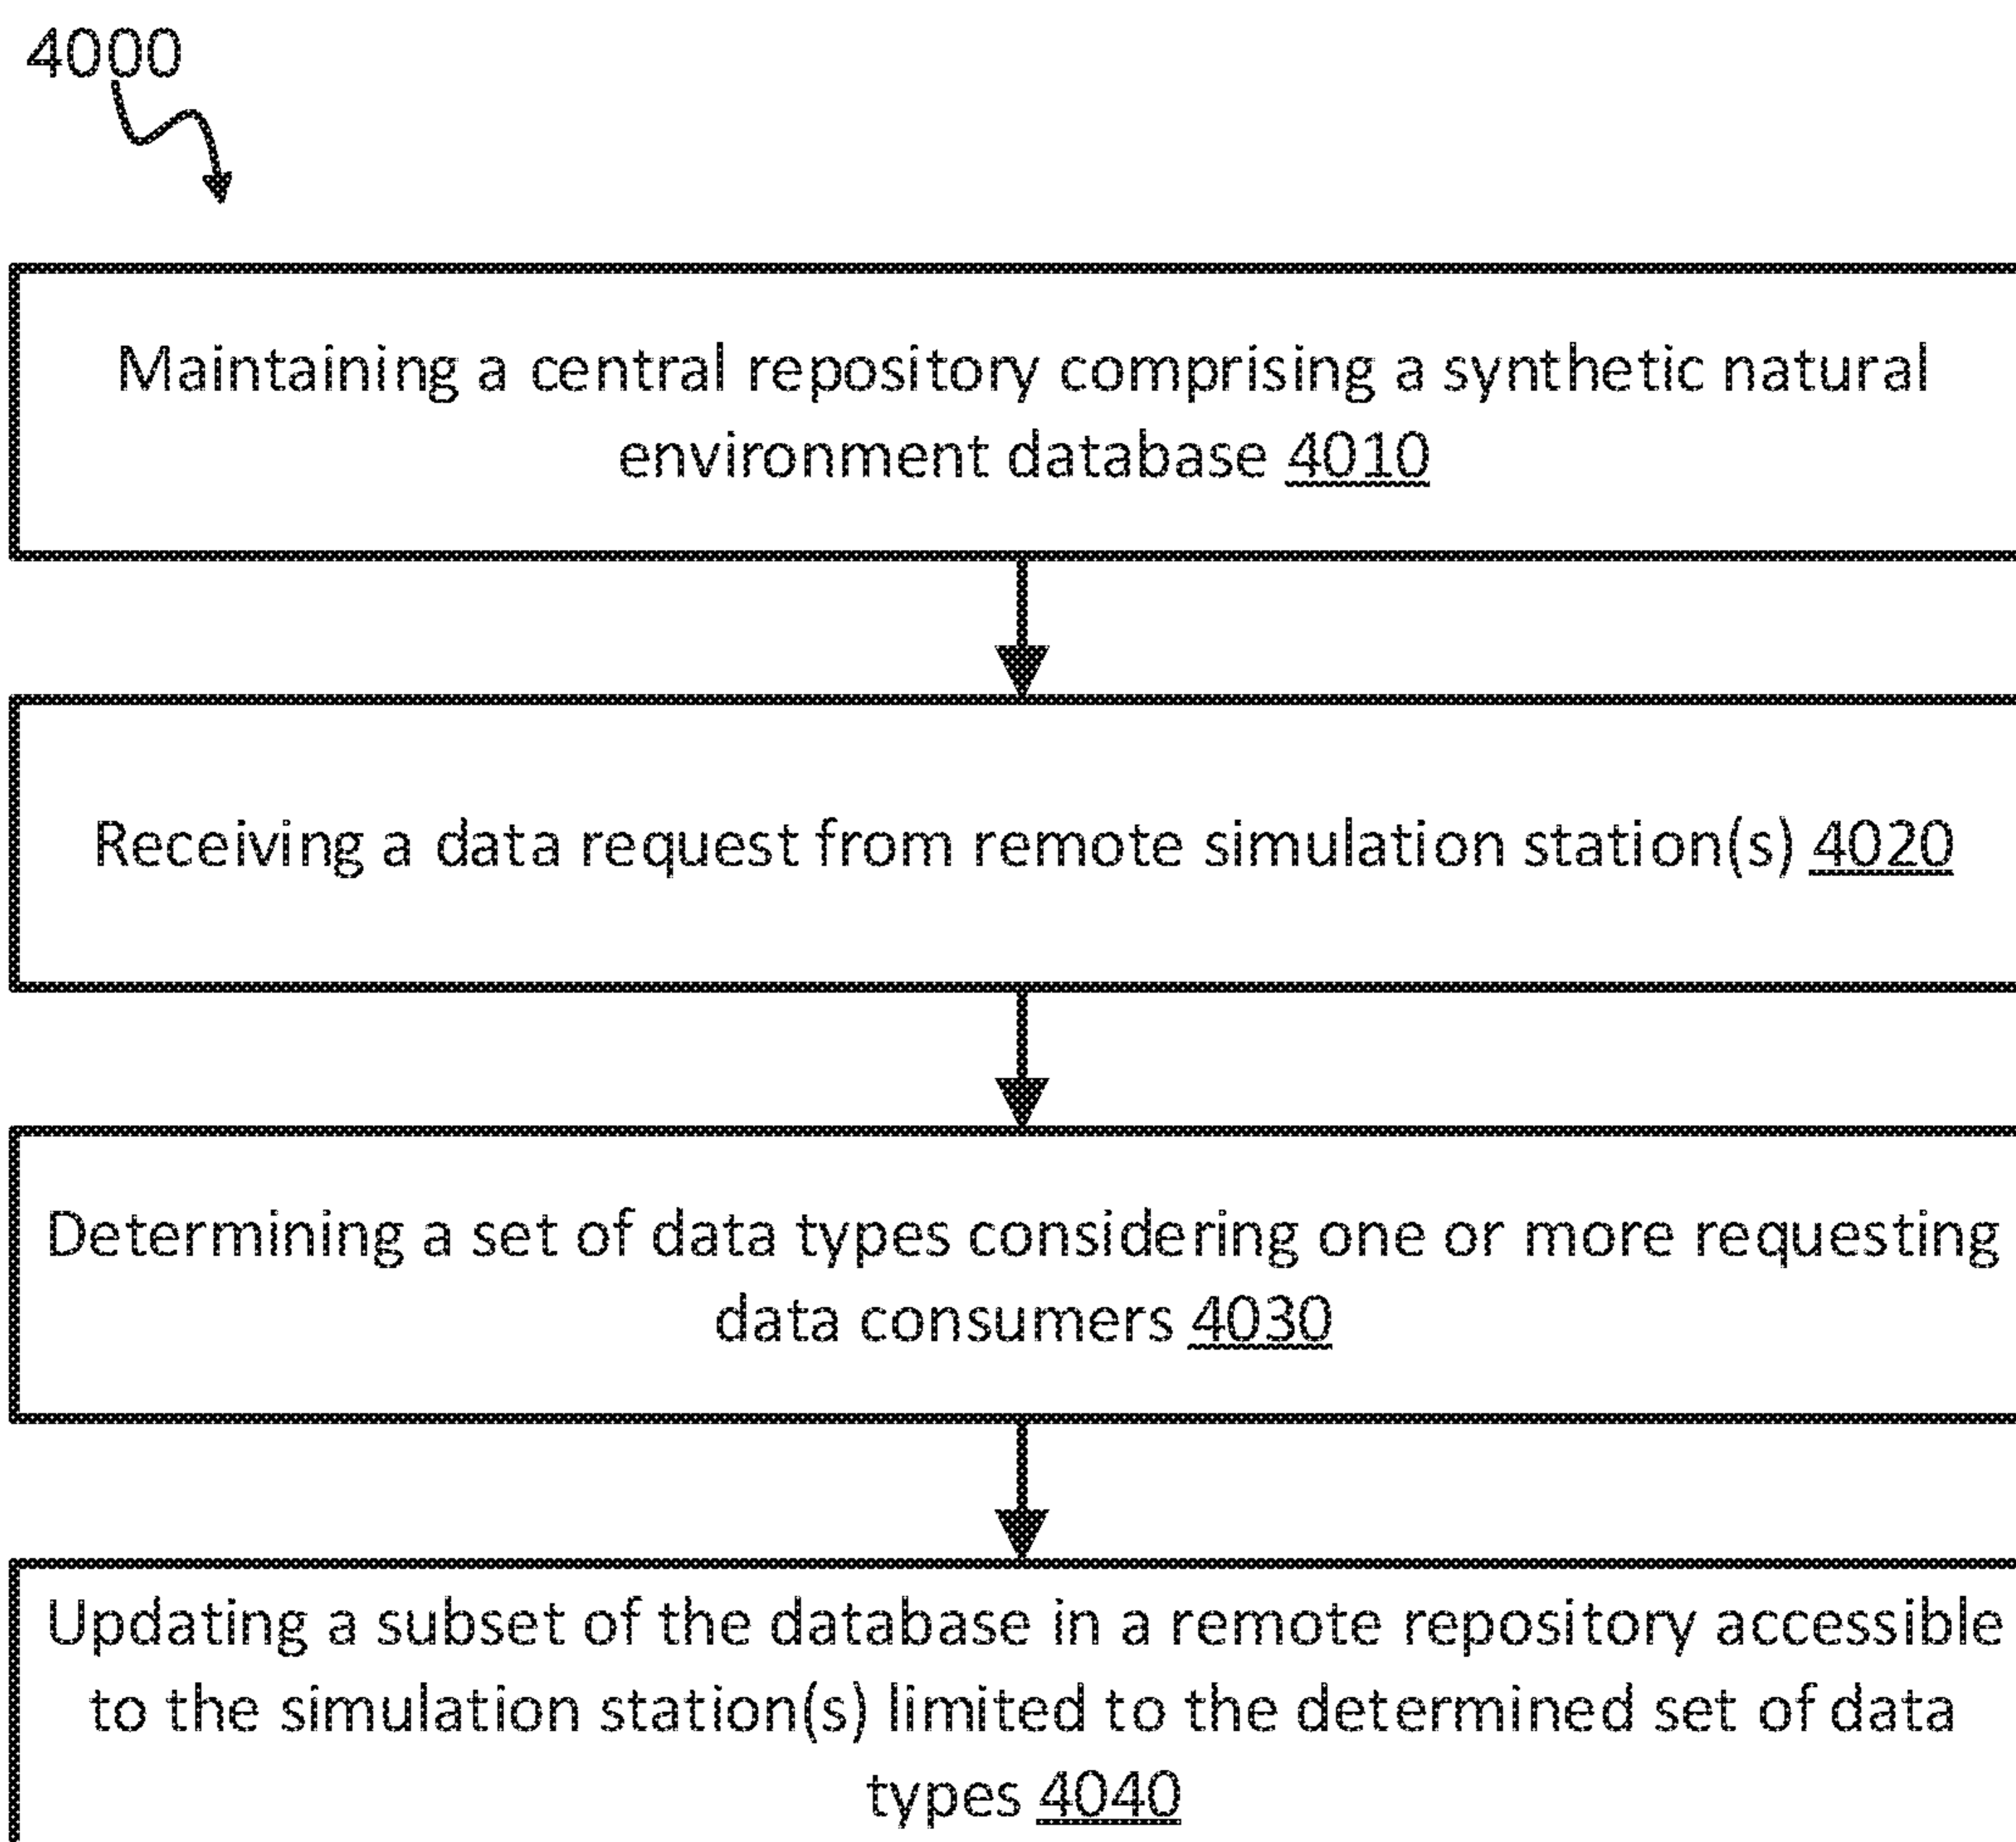 4000
Maintaining a central repository comprising a synthetic natural
environment database 4010
Receiving a data request from remote simulation station(s) 4020
Determining a set of data types considering one or more requesting
data consumers 4030
Updating a subset of the database in a remote repository accessible
to the simulation station(s) limited to the determined set of data
types 4040